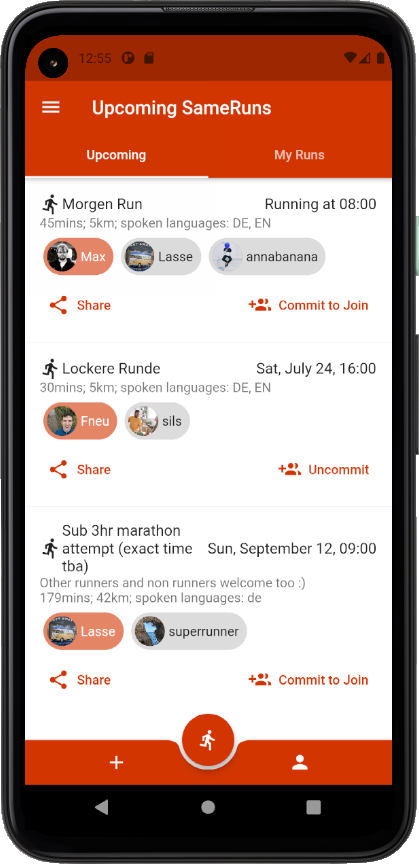 12:55
Upcoming SameRuns
Upcoming My Runs
Morgen Run Running at 08:00
45mins; 5km; spoken languages: DE, EN
Max Lasse annabanana
Share Commit to Join
Lockere Runde Sat, July 24, 16:00
30mins; 5km; spoken languages: DE, EN
Fneu sils
Share Uncommit
Sub 3hr marathon
attempt (exact time Sun, September 12, 09:00
tba)
Other runners and non runners welcome too :)
179mins; 42km; spoken languages: de
Lasse superrunner
Share Commit to Join